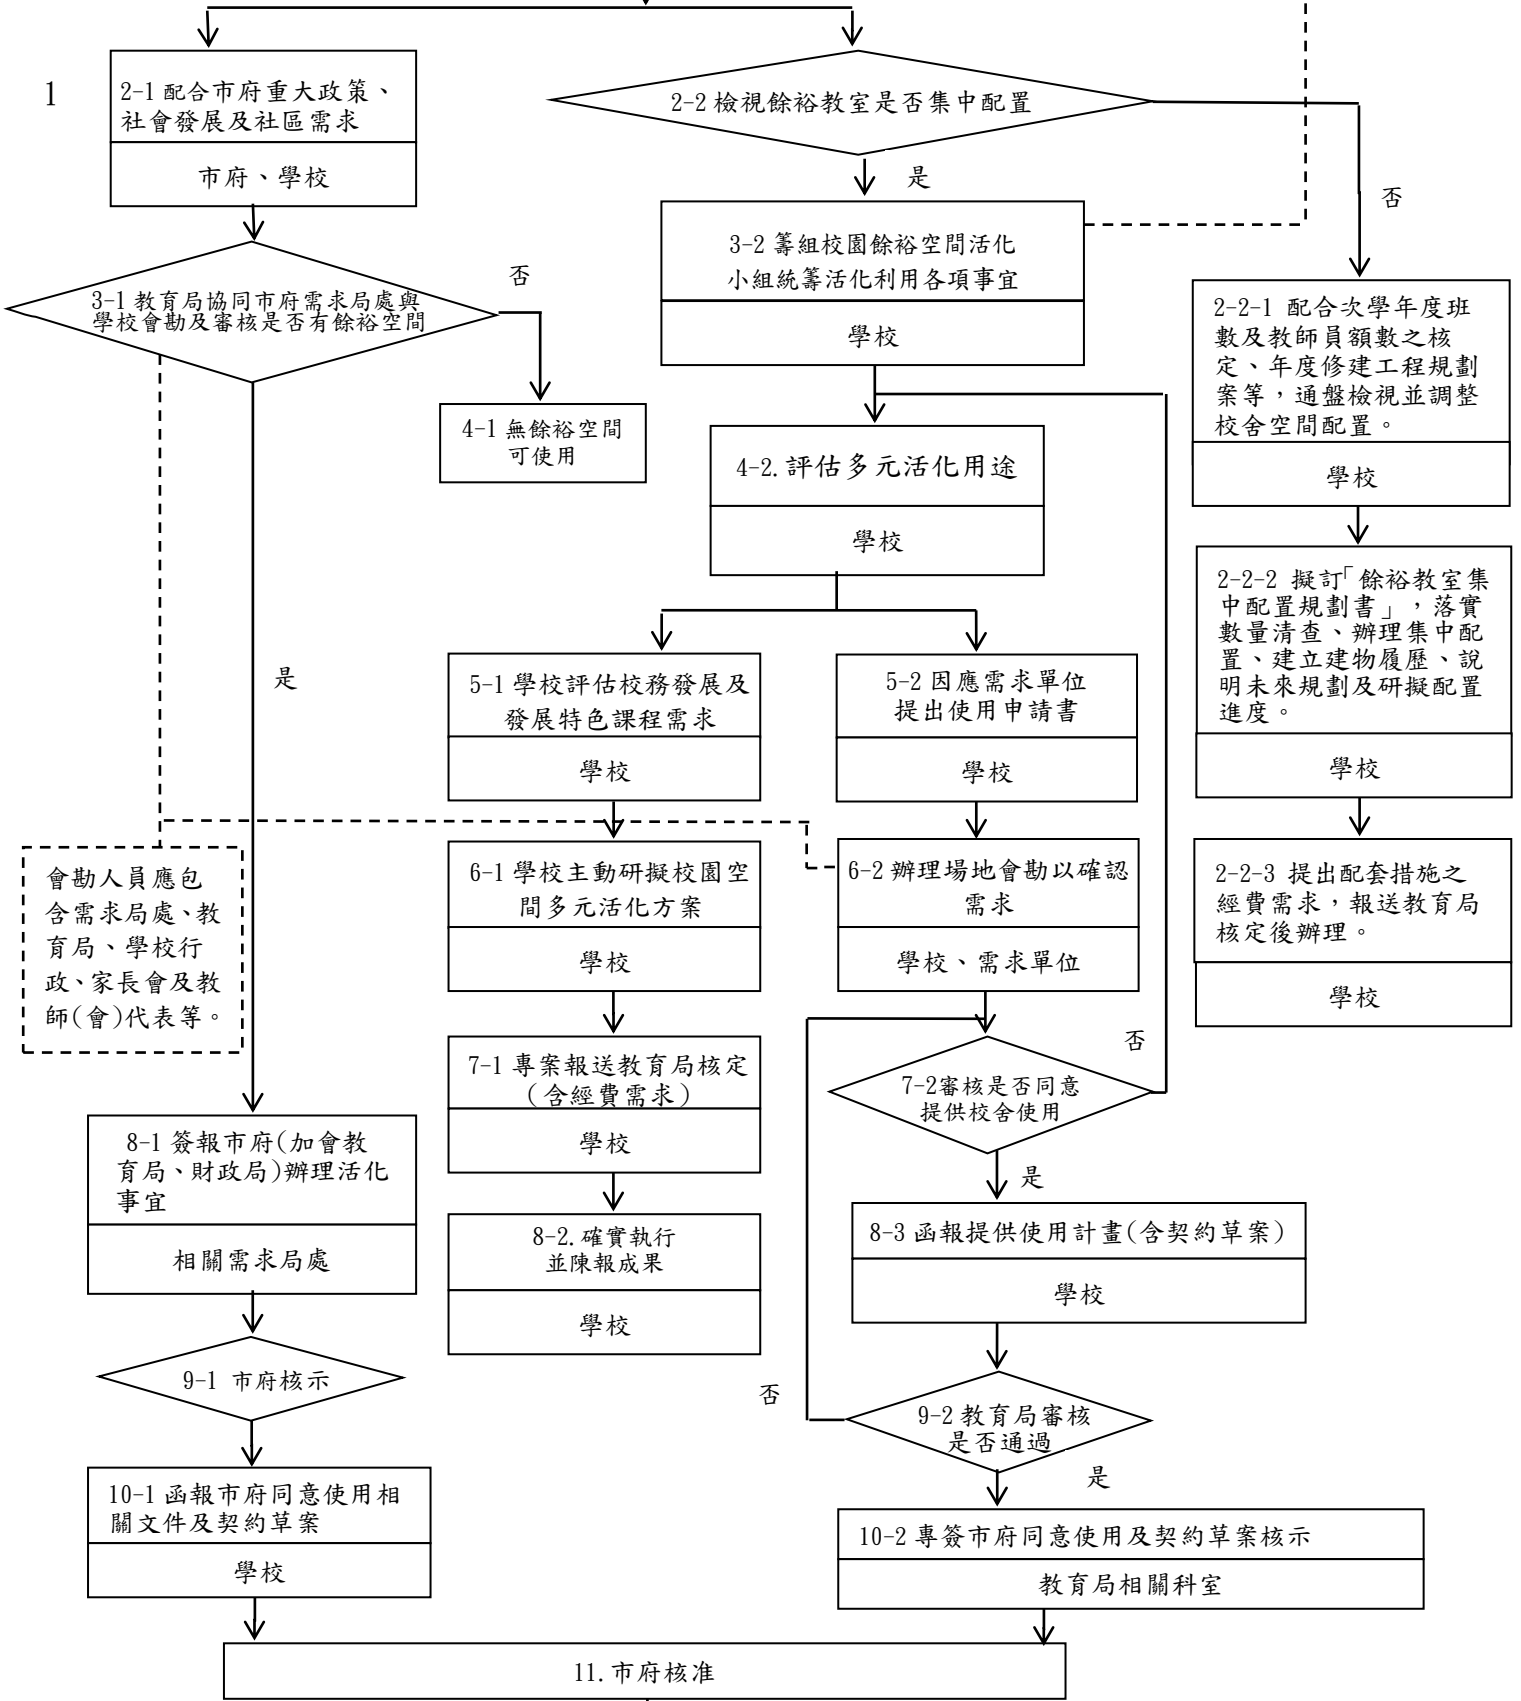 1
2-1 配合市府重大政策、
社會發展及社區需求
市府、學校
2-2 檢視餘裕教室是否集中配置
是
否
3-1 教育局協同市府需求局處與
學校會勘及審核是否有餘裕空間
否
是
4-1 無餘裕空間
可使用
3-2 籌組校園餘裕空間活化
小組統籌活化利用各項事宜
學校
2-2-1 配合次學年度班
數及教師員額數之核
定、年度修建工程規劃
案等，通盤檢視並調整
校舍空間配置。
學校
4-2.評估多元活化用途
學校
2-2-2 擬訂「餘裕教室集
中配置規劃書」，落實
數量清查、辦理集中配
置、建立建物履歷、說
明未來規劃及研擬配置
進度。
學校
5-1 學校評估校務發展及
發展特色課程需求
學校
5-2 因應需求單位
提出使用申請書
學校
會勘人員應包
含需求局處、教
育局、學校行
政、家長會及教
師(會)代表等。
6-1 學校主動研擬校園空
間多元活化方案
學校
6-2 辦理場地會勘以確認
需求
學校、需求單位
2-2-3 提出配套措施之
經費需求，報送教育局
核定後辦理。
學校
7-1 專案報送教育局核定
(含經費需求)
學校
7-2審核是否同意
提供校舍使用
否
是
8-1 簽報市府(加會教
育局、財政局)辦理活化
事宜
相關需求局處
8-2.確實執行
並陳報成果
學校
8-3 函報提供使用計畫(含契約草案)
學校
9-1 市府核示
9-2 教育局審核
是否通過
否
是
10-1 函報市府同意使用相
關文件及契約草案
學校
10-2 專簽市府同意使用及契約草案核示
教育局相關科室
11.市府核准